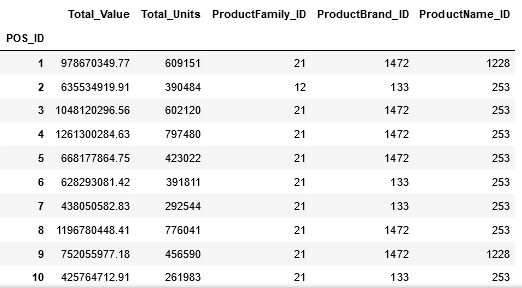 Total_Value Total_Units ProductFamily_ID ProductBrand_ID ProductName_ID
POS_ID
1 978670349.77 609151 21 1472 1228
2 635534919.91 390484 12 133 253
3 1048120296.56 602120 21 1472 253
4 1261300284.63 797480 21 1472 253
5 668177864.75 423022 21 1472 253
6 628293081.42 391811 21 133 253
7 438050582.83 292544 21 133 253
8 1196780448.41 776041 21 1472 253
9 752055977.18 456590 21 1472 1228
10 425764712.91 261983 21 133 253